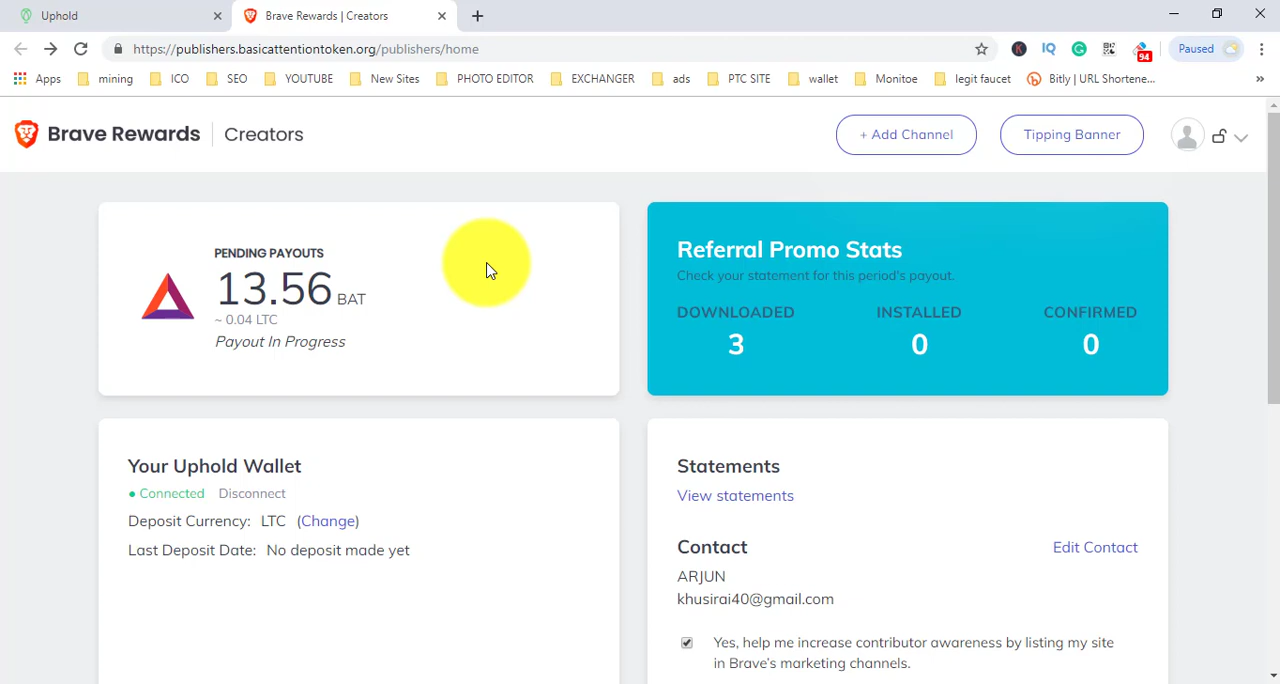 Uphold
Brave Rewards | Creators
https://publishers.basicattentiontoken.org/publishers/home
K
IQ
G
94
Paused
Apps
mining
ICO
SEO
YOUTUBE
New Sites
PHOTO EDITOR
EXCHANGER
ads
PTC SITE
wallet
Monitoe
legit faucet
Bitly | URL Shortene...
»
Brave Rewards
Creators
+ Add Channel
Tipping Banner
PENDING PAYOUTS
13.56 BAT
~ 0.04 LTC
Payout In Progress
Referral Promo Stats
Check your statement for this period's payout.
DOWNLOADED INSTALLED CONFIRMED
3 0 0
Your Uphold Wallet
Connected Disconnect
Deposit Currency: LTC (Change)
Last Deposit Date: No deposit made yet
Statements
View statements
Contact
Edit Contact
ARJUN
khusirai40@gmail.com
Yes, help me increase contributor awareness by listing my site
in Brave's marketing channels.